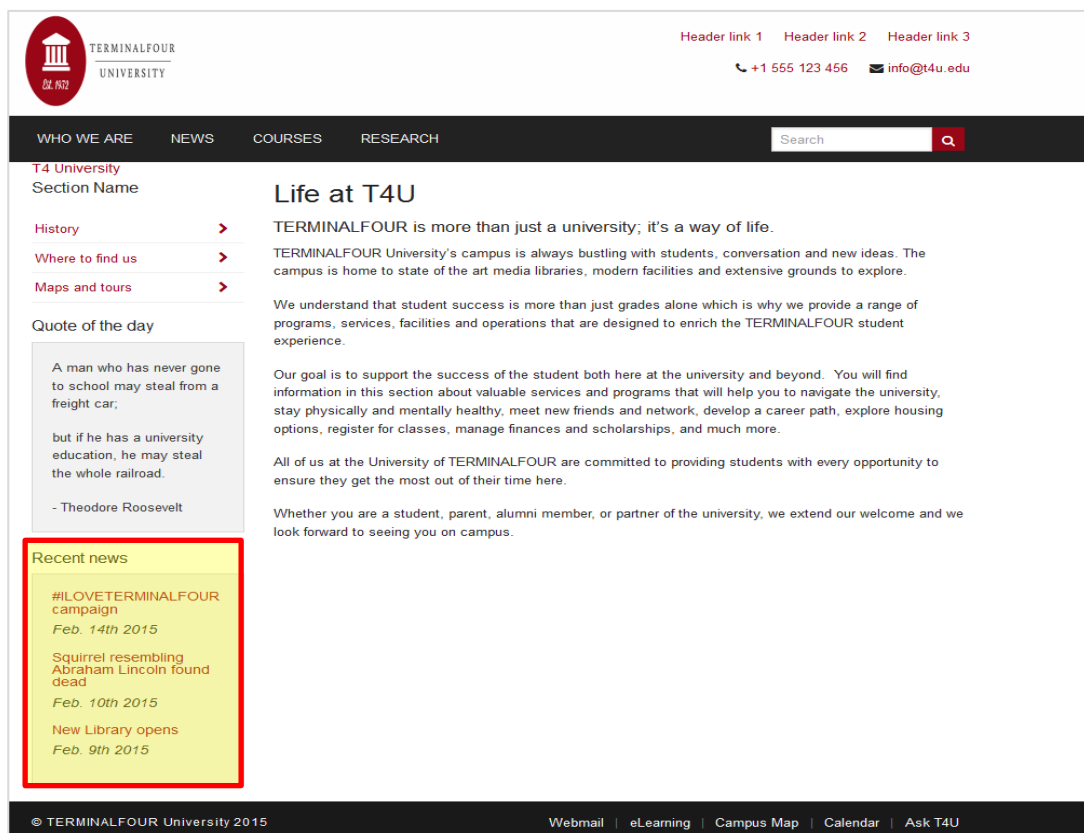 TERMINALFOUR
UNIVERSITY
Est. 1972
Header link 1 Header link 2 Header link 3
+1 555 123 456 info@t4u.edu
WHO WE ARE NEWS COURSES RESEARCH Search
T4 University
Section Name
History
Where to find us
Maps and tours
Quote of the day
A man who has never gone
to school may steal from a
freight car;
but if he has a university
education, he may steal
the whole railroad.
- Theodore Roosevelt
Recent news
#ILOVETERMINALFOUR
campaign
Feb. 14th 2015
Squirrel resembling
Abraham Lincoln found
dead
Feb. 10th 2015
New Library opens
Feb. 9th 2015
Life at T4U
TERMINALFOUR is more than just a university; it's a way of life.
TERMINALFOUR University's campus is always bustling with students, conversation and new ideas. The
campus is home to state of the art media libraries, modern facilities and extensive grounds to explore.
We understand that student success is more than just grades alone which is why we provide a range of
programs, services, facilities and operations that are designed to enrich the TERMINALFOUR student
experience.
Our goal is to support the success of the student both here at the university and beyond. You will find
information in this section about valuable services and programs that will help you to navigate the university,
stay physically and mentally healthy, meet new friends and network, develop a career path, explore housing
options, register for classes, manage finances and scholarships, and much more.
All of us at the University of TERMINALFOUR are committed to providing students with every opportunity to
ensure they get the most out of their time here.
Whether you are a student, parent, alumni member, or partner of the university, we extend our welcome and we
look forward to seeing you on campus.
© TERMINALFOUR University 2015 Webmail | eLearning | Campus Map | Calendar | Ask T4U